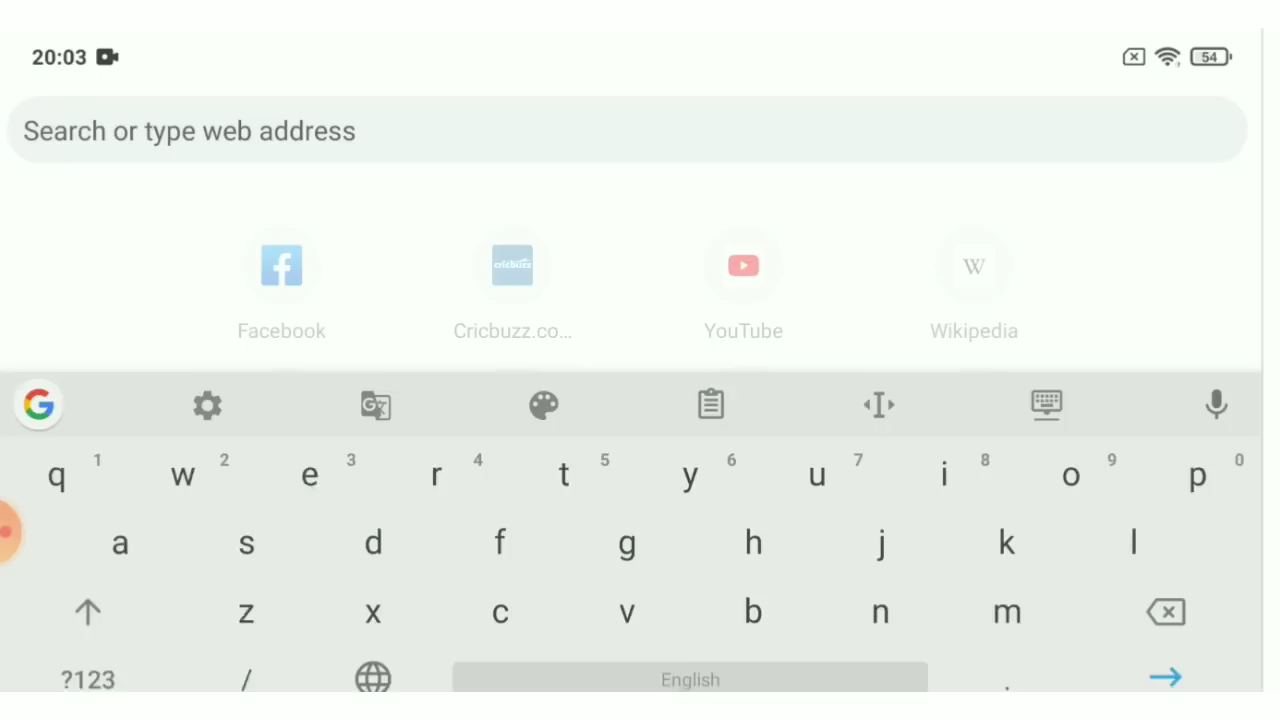 20:03 54
Search or type web address
cricbuzz
W
Facebook Cricbuzz.co... YouTube Wikipedia
G
q 1 w 2 e 3 r 4 t 5 y 6 u 7 i 8 o 9 p 0
a s d f g h j k l
z x c v b n m
?123 / English .